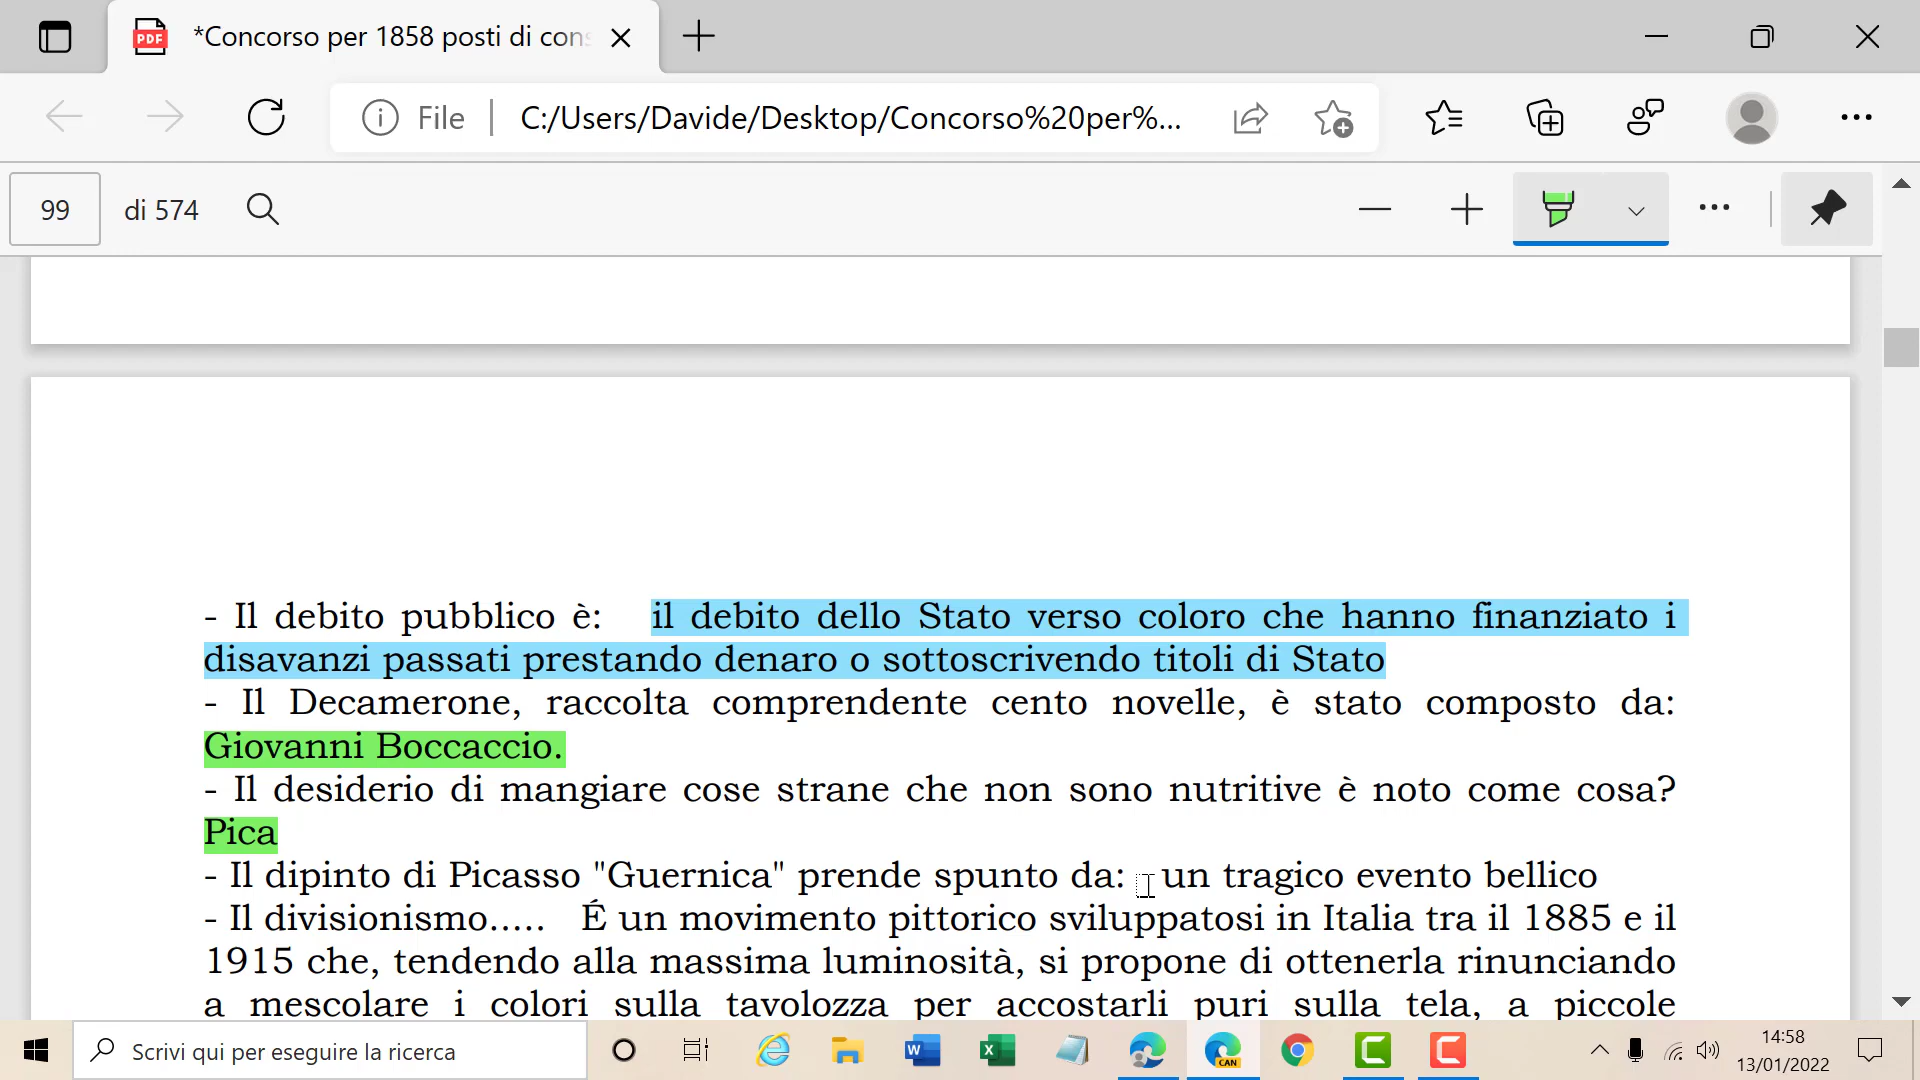 *Concorso per 1858 posti di cons
File
C:/Users/Davide/Desktop/Concorso%20per%...
99 di 574
- Il debito pubblico è: il debito dello Stato verso coloro che hanno finanziato i
disavanzi passati prestando denaro o sottoscrivendo titoli di Stato
- Il Decamerone, raccolta comprendente cento novelle, è stato composto da:
Giovanni Boccaccio.
- Il desiderio di mangiare cose strane che non sono nutritive è noto come cosa?
Pica
- Il dipinto di Picasso "Guernica" prende spunto da: un tragico evento bellico
- Il divisionismo..... É un movimento pittorico sviluppatosi in Italia tra il 1885 e il
1915 che, tendendo alla massima luminosità, si propone di ottenerla rinunciando
a mescolare i colori sulla tavolozza per accostarli puri sulla tela, a piccole
Scrivi qui per eseguire la ricerca
CAN
14:58
13/01/2022